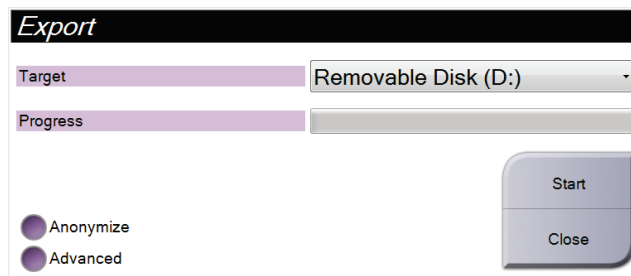 Export
Target
Removable Disk (D:)
Progress
Start
Close
Anonymize
Advanced